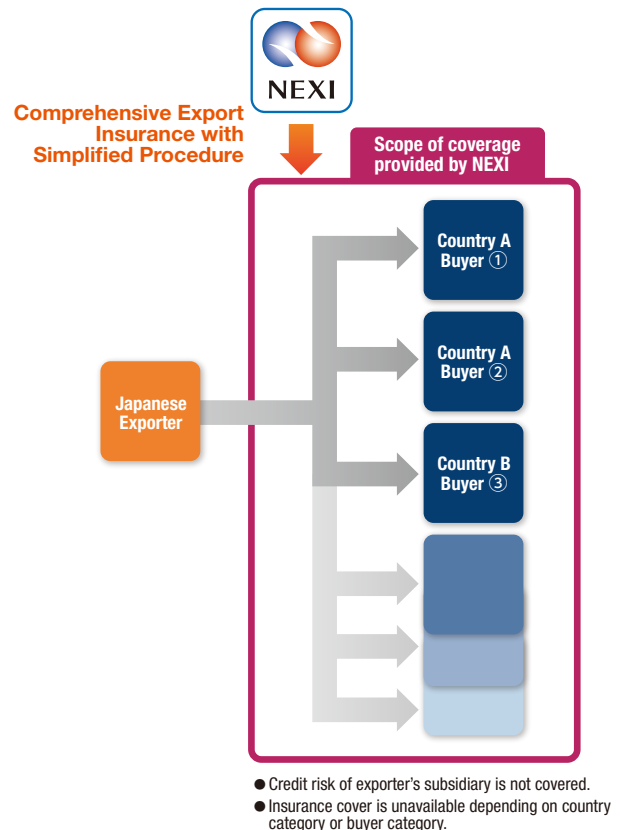 NEXI
Comprehensive Export
Insurance with
Simplified Procedure
Scope of coverage
provided by NEXI
Country A
Buyer ①
Country A
Buyer ②
Japanese
Exporter
Country B
Buyer ③
● Credit risk of exporter's subsidiary is not covered.
● Insurance cover is unavailable depending on country
category or buyer category.